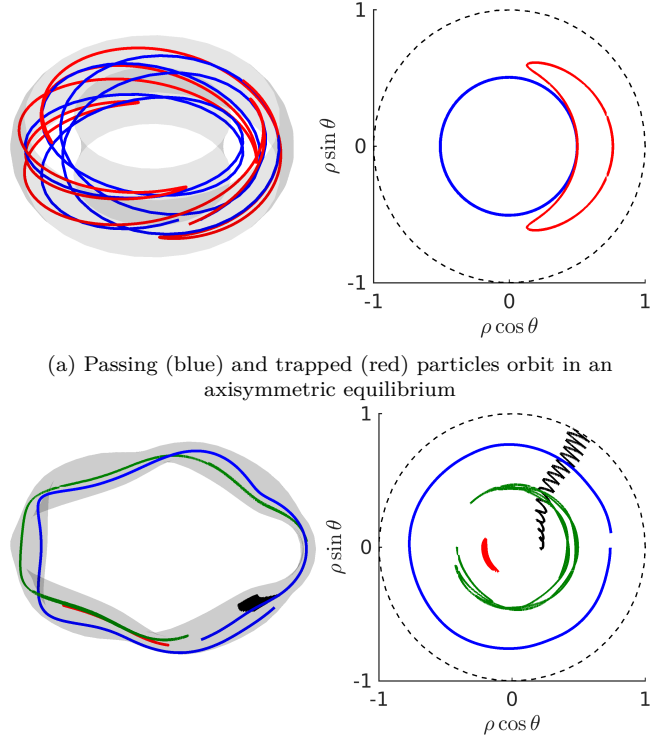 1
ρ sin θ
0
-1
-1
0
1
ρ cos θ
(a) Passing (blue) and trapped (red) particles orbit in an
axisymmetric equilibrium
1
ρ sin θ
0
-1
-1
0
1
ρ cos θ